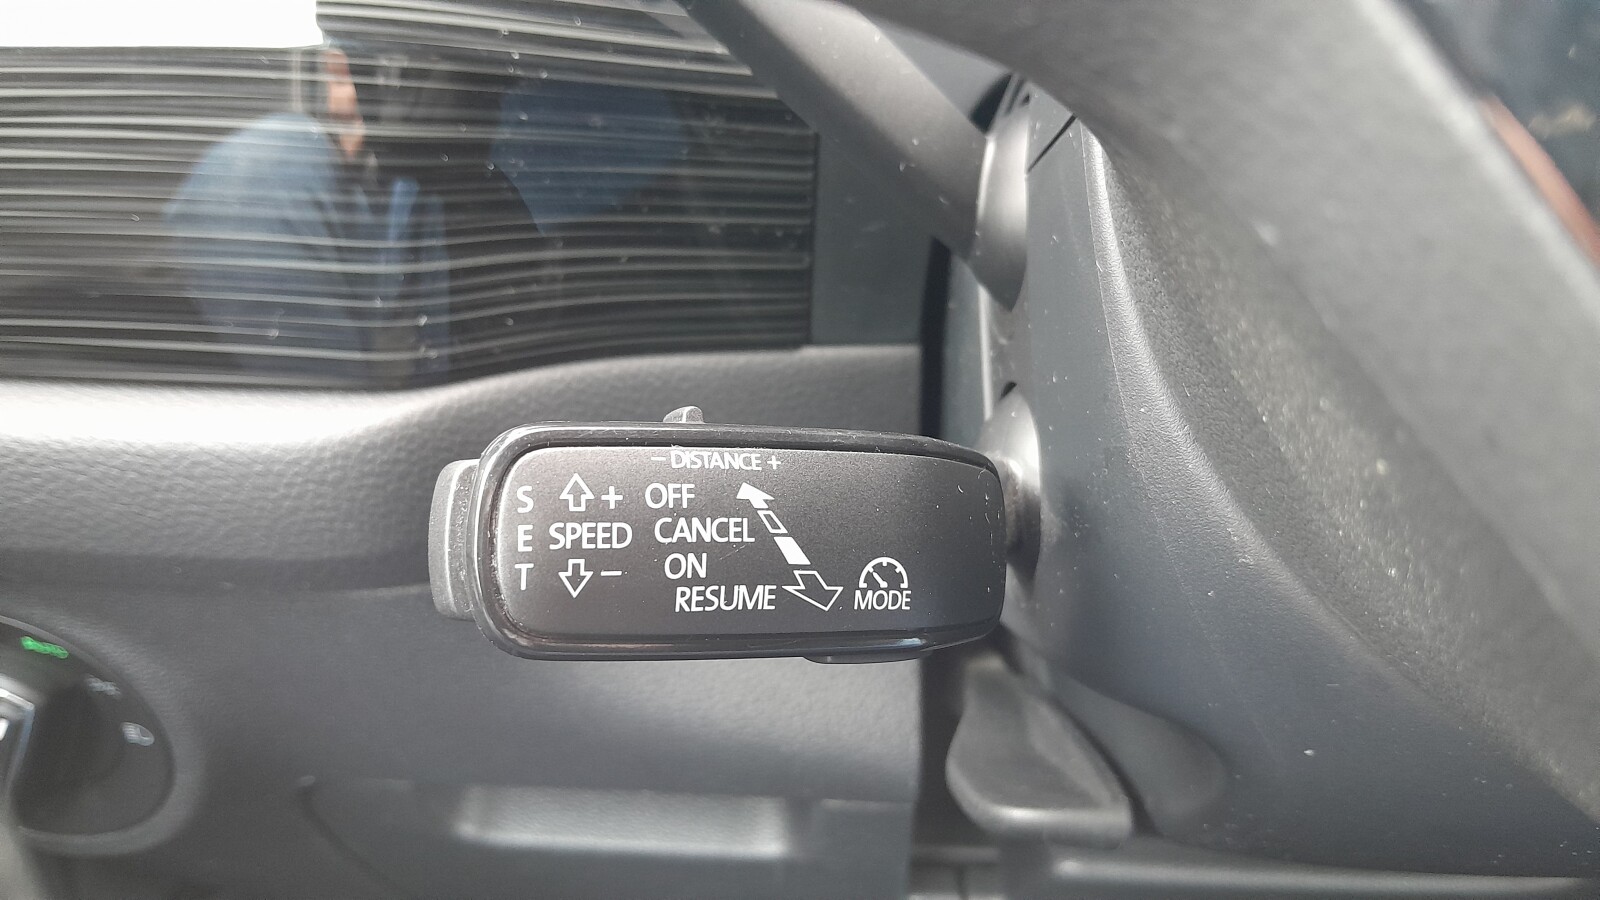 − DISTANCE +
S ⇧ + OFF
E SPEED CANCEL
T ⇩ − ON
RESUME MODE